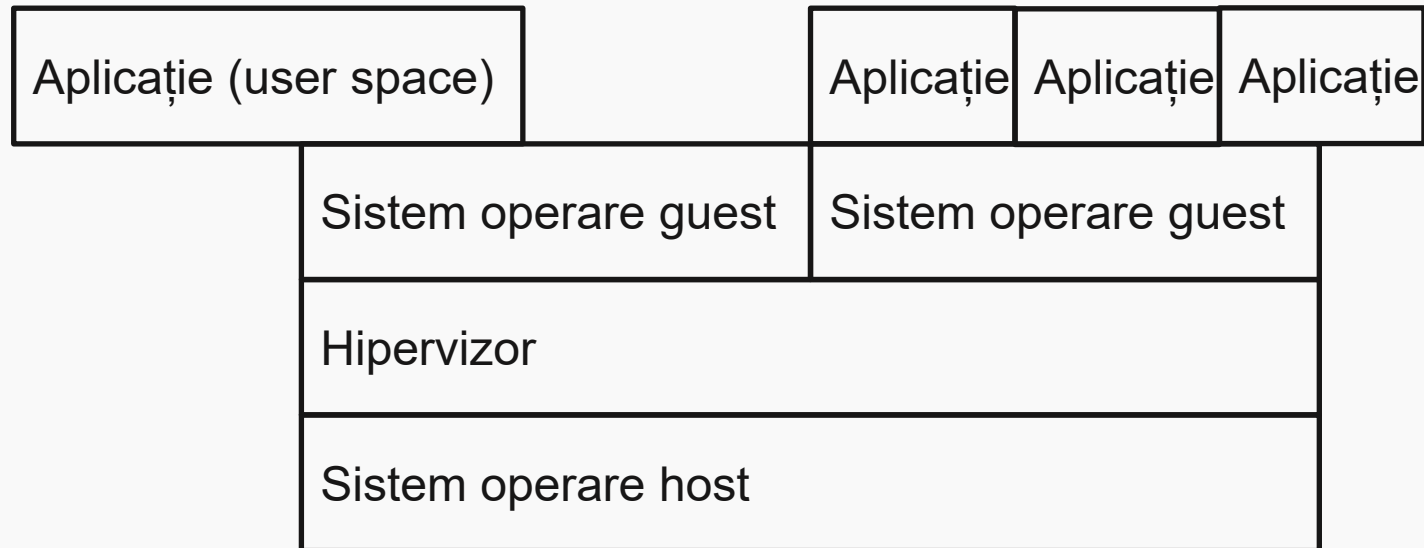 Aplicație (user space)
Aplicație
Aplicație
Aplicație
Sistem operare guest
Sistem operare guest
Hipervizor
Sistem operare host